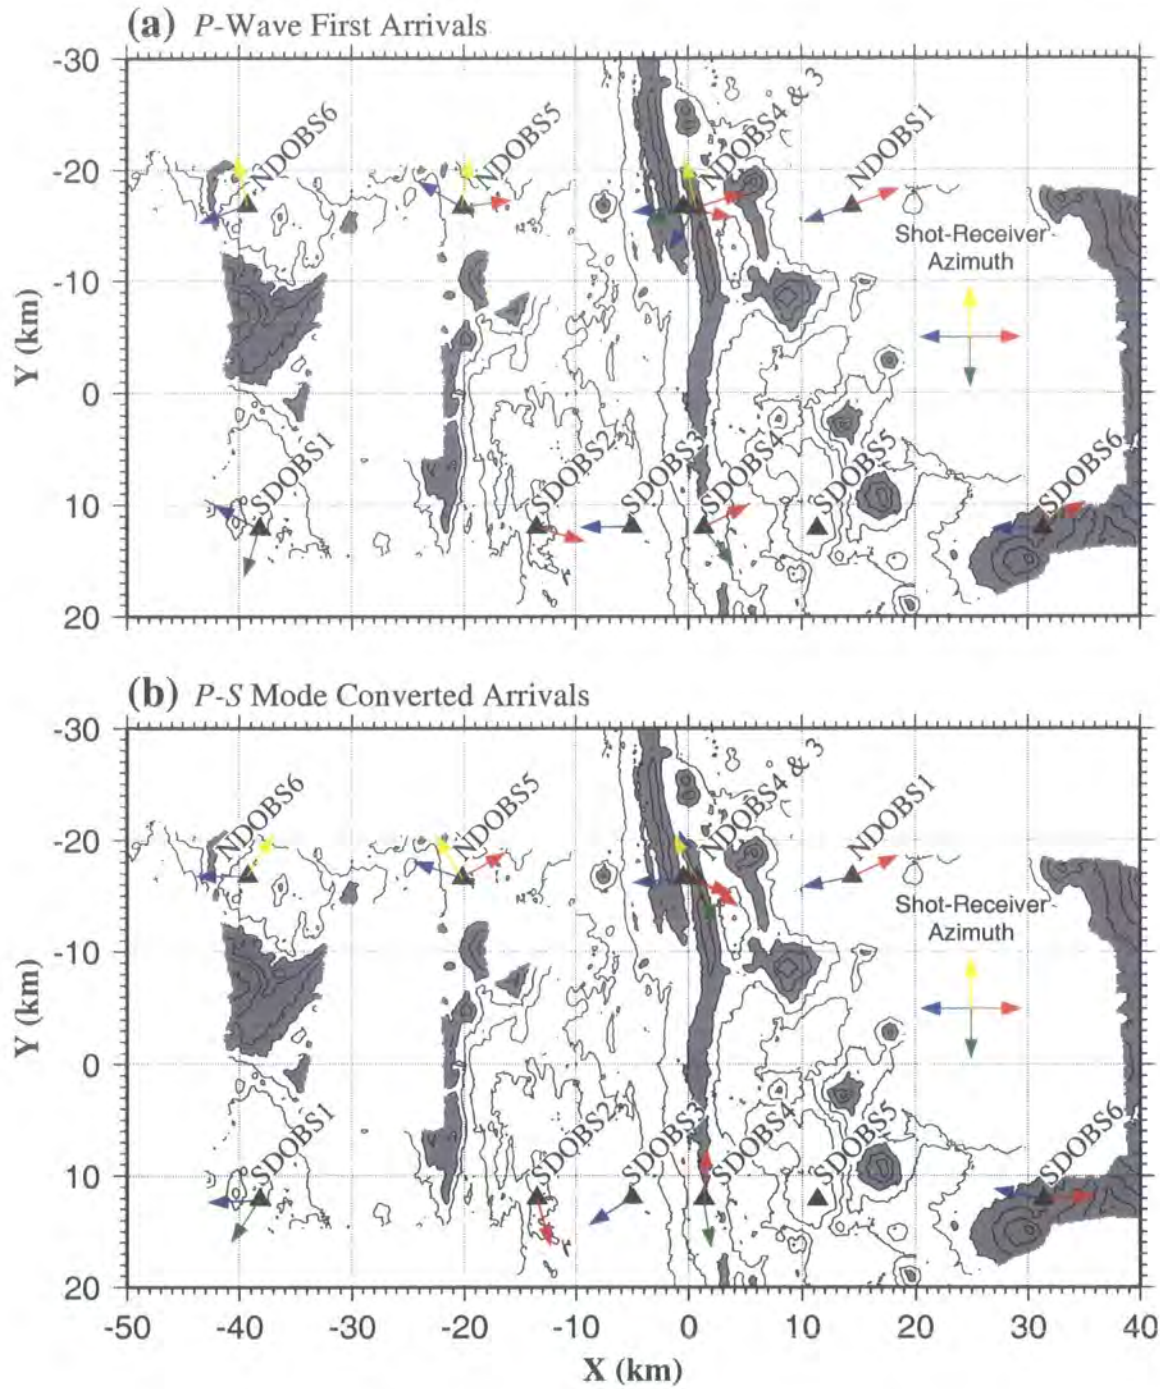 (a) P-Wave First Arrivals
-30
-20
-10
0
10
20
Y (km)
NDOBS6
NDOBS5
NDOBS4 & 3
NDOBS1
Shot-Receiver
Azimuth
SDOBS1
SDOBS2
SDOBS3
SDOBS4
SDOBS5
SDOBS6
(b) P-S Mode Converted Arrivals
-30
-20
-10
0
10
20
Y (km)
NDOBS6
NDOBS5
NDOBS4 & 3
NDOBS1
Shot-Receiver
Azimuth
SDOBS1
SDOBS2
SDOBS3
SDOBS4
SDOBS5
SDOBS6
-50 -40 -30 -20 -10 0 10 20 30 40
X (km)